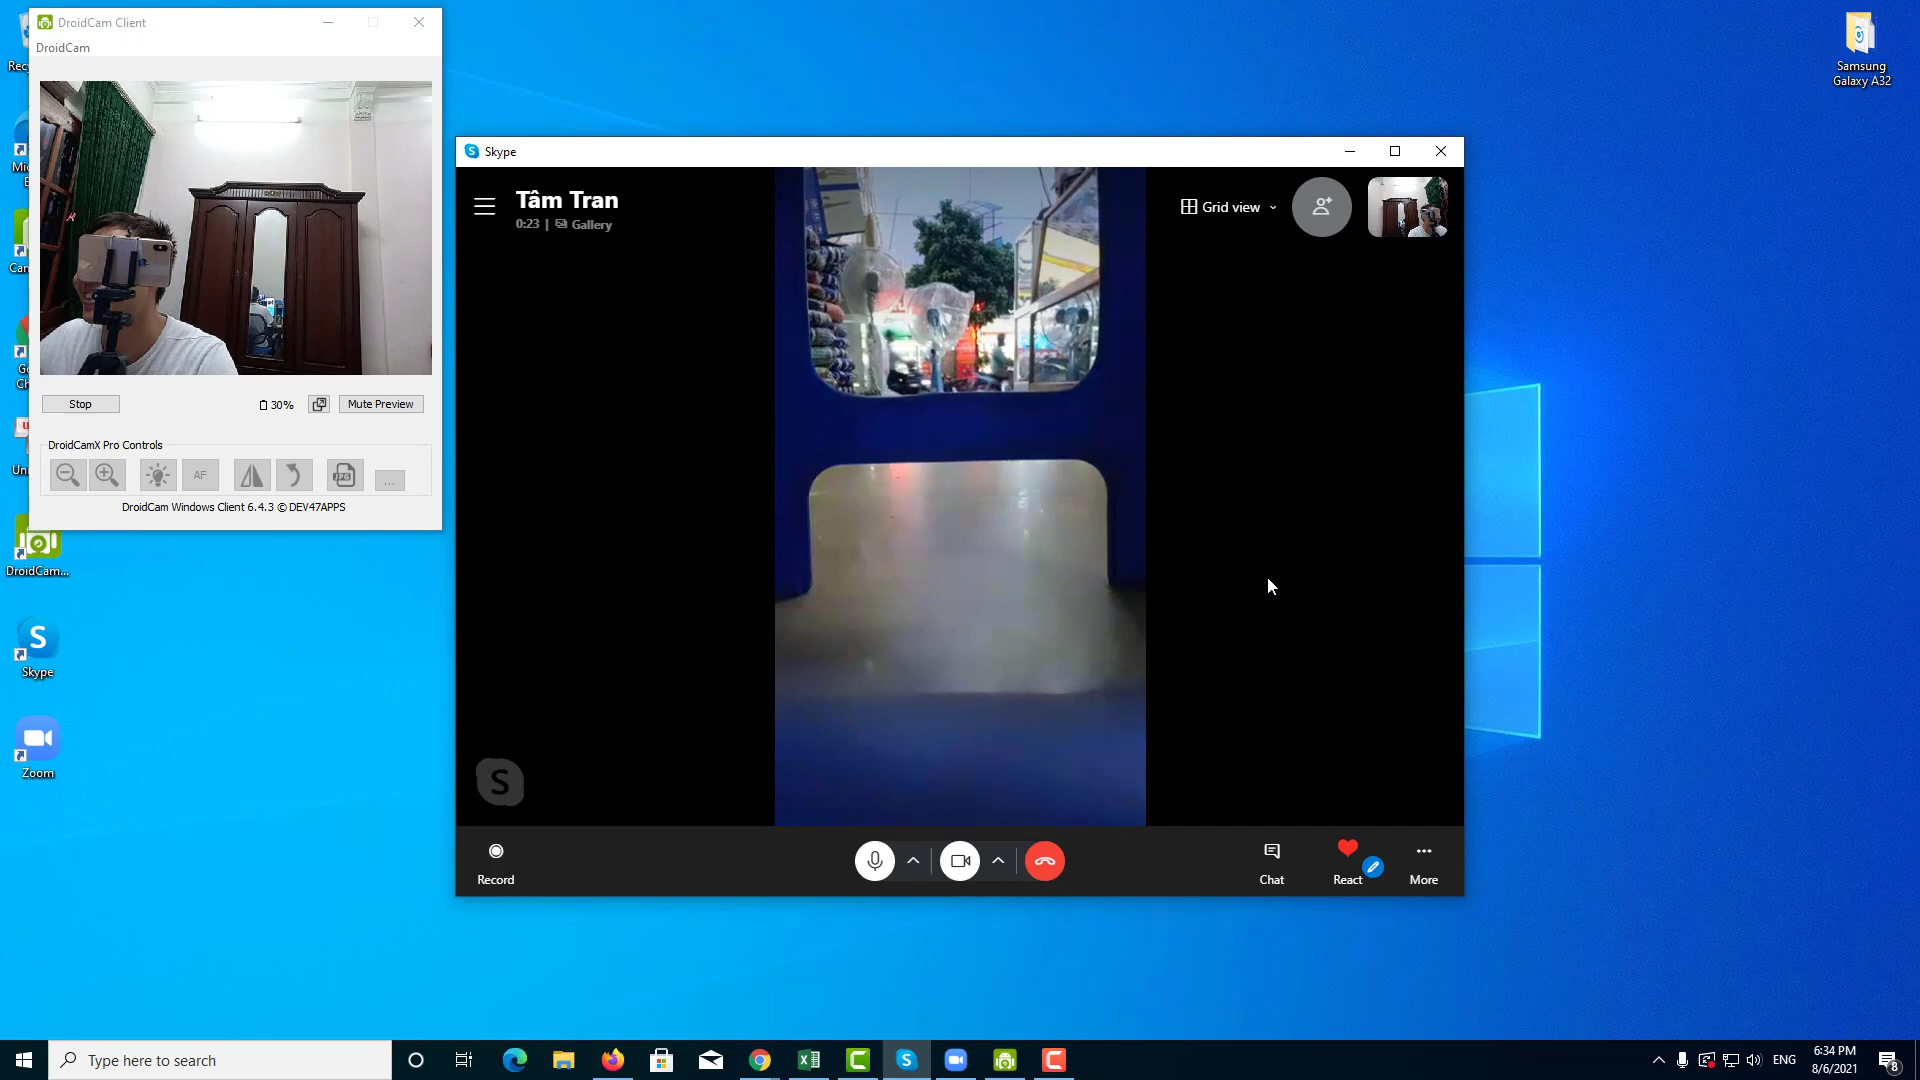 DroidCam Client
DroidCam
Stop
30%
Mute Preview
DroidCamX Pro Controls
AF
JPG
...
DroidCam Windows Client 6.4.3 © DEV47APPS
DroidCam...
Skype
Zoom
Samsung
Galaxy A32
Skype
Tâm Tran
0:23 | Gallery
Grid view
Record
Chat
React
More
Type here to search
ENG
6:34 PM
8/6/2021
8